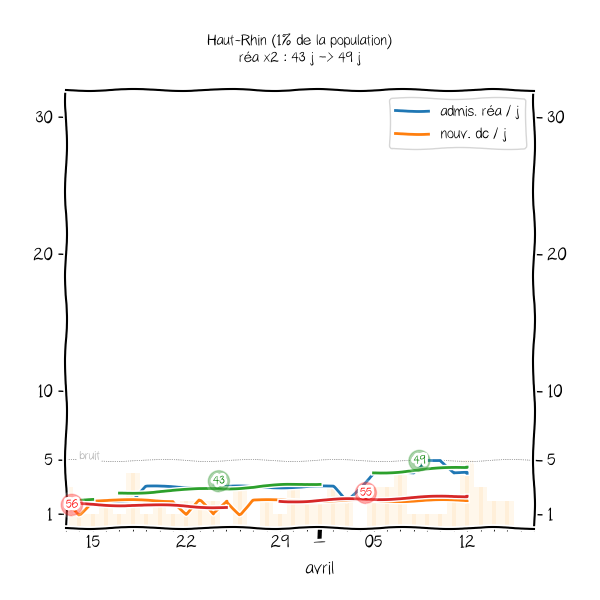 Haut-Rhin (1% de la population)
réa x2 : 43 j -> 49 j
admis. réa / j
nouv. dc / j
30 30
20 20
10 10
5 bruit 5
1 1
56 43 55 49
15 22 29 05 12
avril